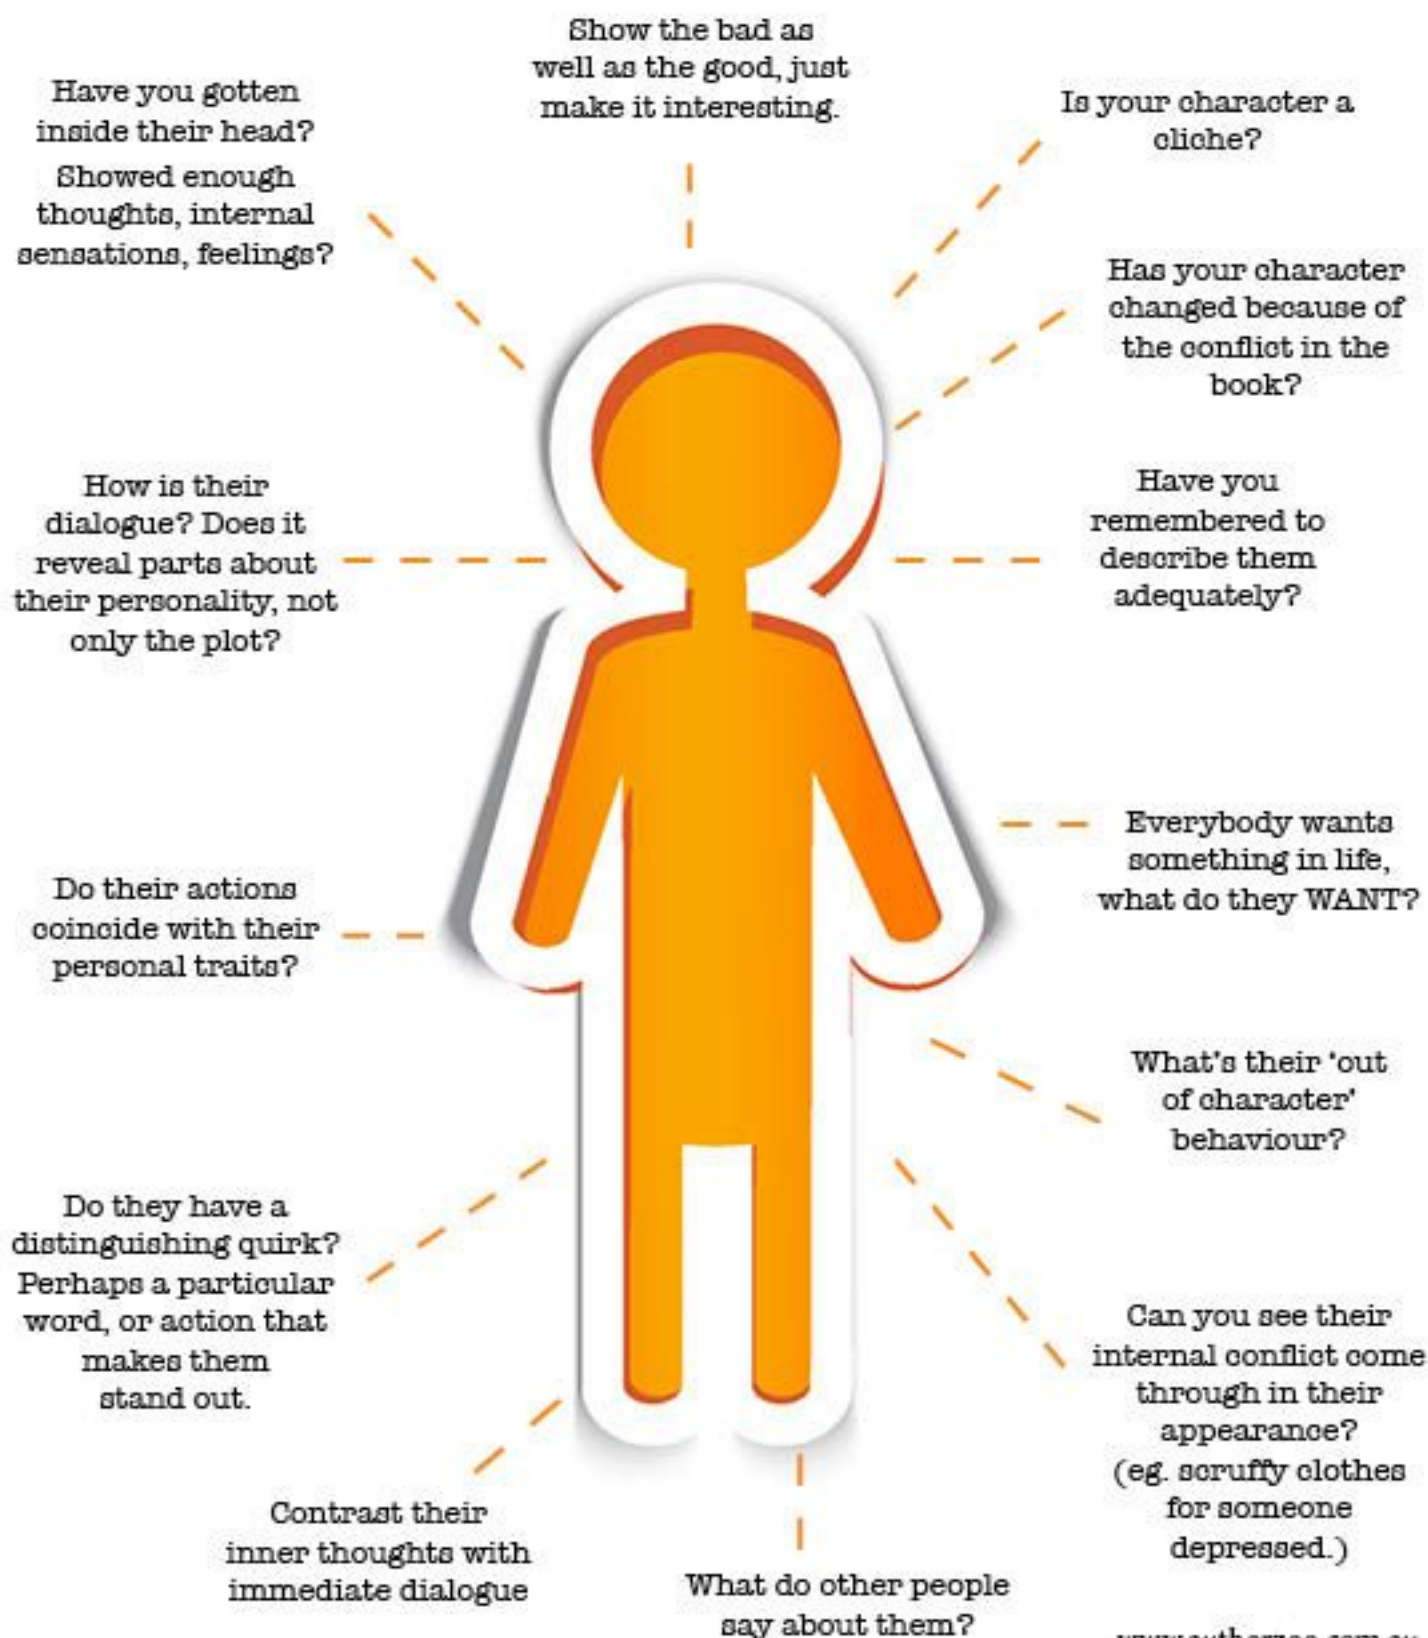 Show the bad as
well as the good, just
make it interesting.
Have you gotten
inside their head?
Showed enough
thoughts, internal
sensations, feelings?
Is your character a
cliche?
Has your character
changed because of
the conflict in the
book?
How is their
dialogue? Does it
reveal parts about
their personality, not
only the plot?
Have you
remembered to
describe them
adequately?
Everybody wants
something in life,
what do they WANT?
Do their actions
coincide with their
personal traits?
What's their 'out
of character'
behaviour?
Do they have a
distinguishing quirk?
Perhaps a particular
word, or action that
makes them
stand out.
Can you see their
internal conflict come
through in their
appearance?
(eg. scruffy clothes
for someone
depressed.)
Contrast their
inner thoughts with
immediate dialogue
What do other people
say about them?